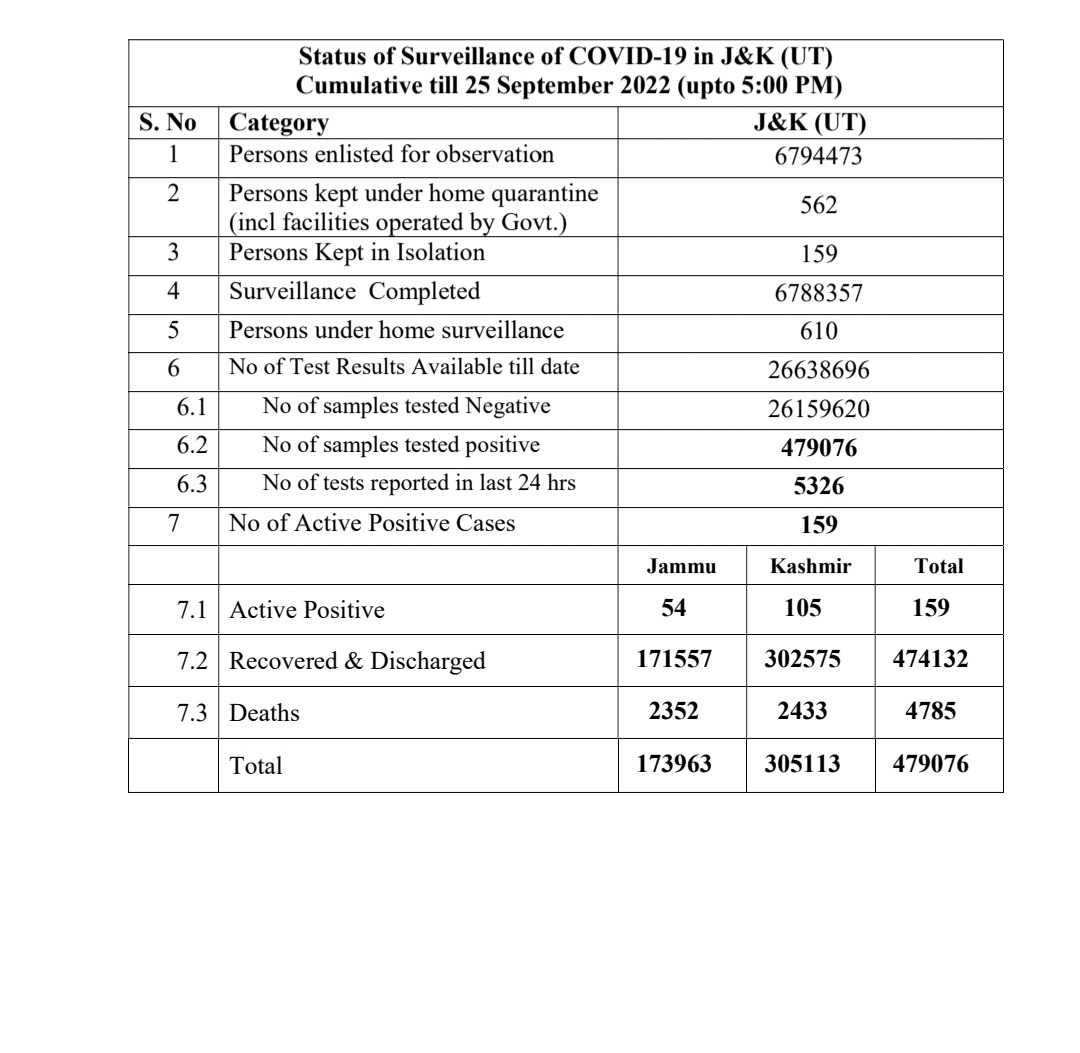 Status of Surveillance of COVID-19 in J&K (UT)
Cumulative till 25 September 2022 (upto 5:00 PM)
S. No Category J&K (UT)
1 Persons enlisted for observation 6794473
2 Persons kept under home quarantine
(incl facilities operated by Govt.) 562
3 Persons Kept in Isolation 159
4 Surveillance Completed 6788357
5 Persons under home surveillance 610
6 No of Test Results Available till date 26638696
6.1 No of samples tested Negative 26159620
6.2 No of samples tested positive 479076
6.3 No of tests reported in last 24 hrs 5326
7 No of Active Positive Cases 159
Jammu Kashmir Total
7.1 Active Positive 54 105 159
7.2 Recovered & Discharged 171557 302575 474132
7.3 Deaths 2352 2433 4785
Total 173963 305113 479076